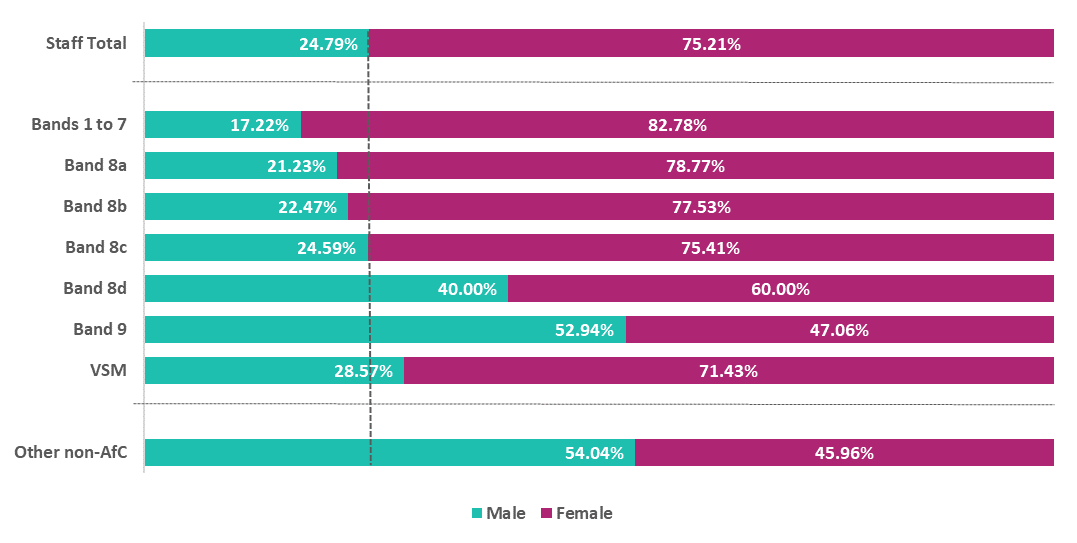 Staff Total 24.79% 75.21%
Bands 1 to 7 17.22% 82.78%
Band 8a 21.23% 78.77%
Band 8b 22.47% 77.53%
Band 8c 24.59% 75.41%
Band 8d 40.00% 60.00%
Band 9 52.94% 47.06%
VSM 28.57% 71.43%
Other non-AfC 54.04% 45.96%
Male Female